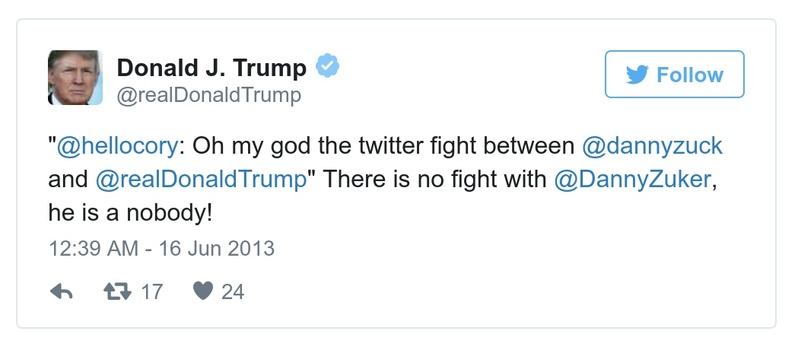 Donald J. Trump
@realDonaldTrump
Follow
"@hellocory: Oh my god the twitter fight between @dannyzuck
and @realDonaldTrump" There is no fight with @DannyZuker,
he is a nobody!
12:39 AM - 16 Jun 2013
17 24